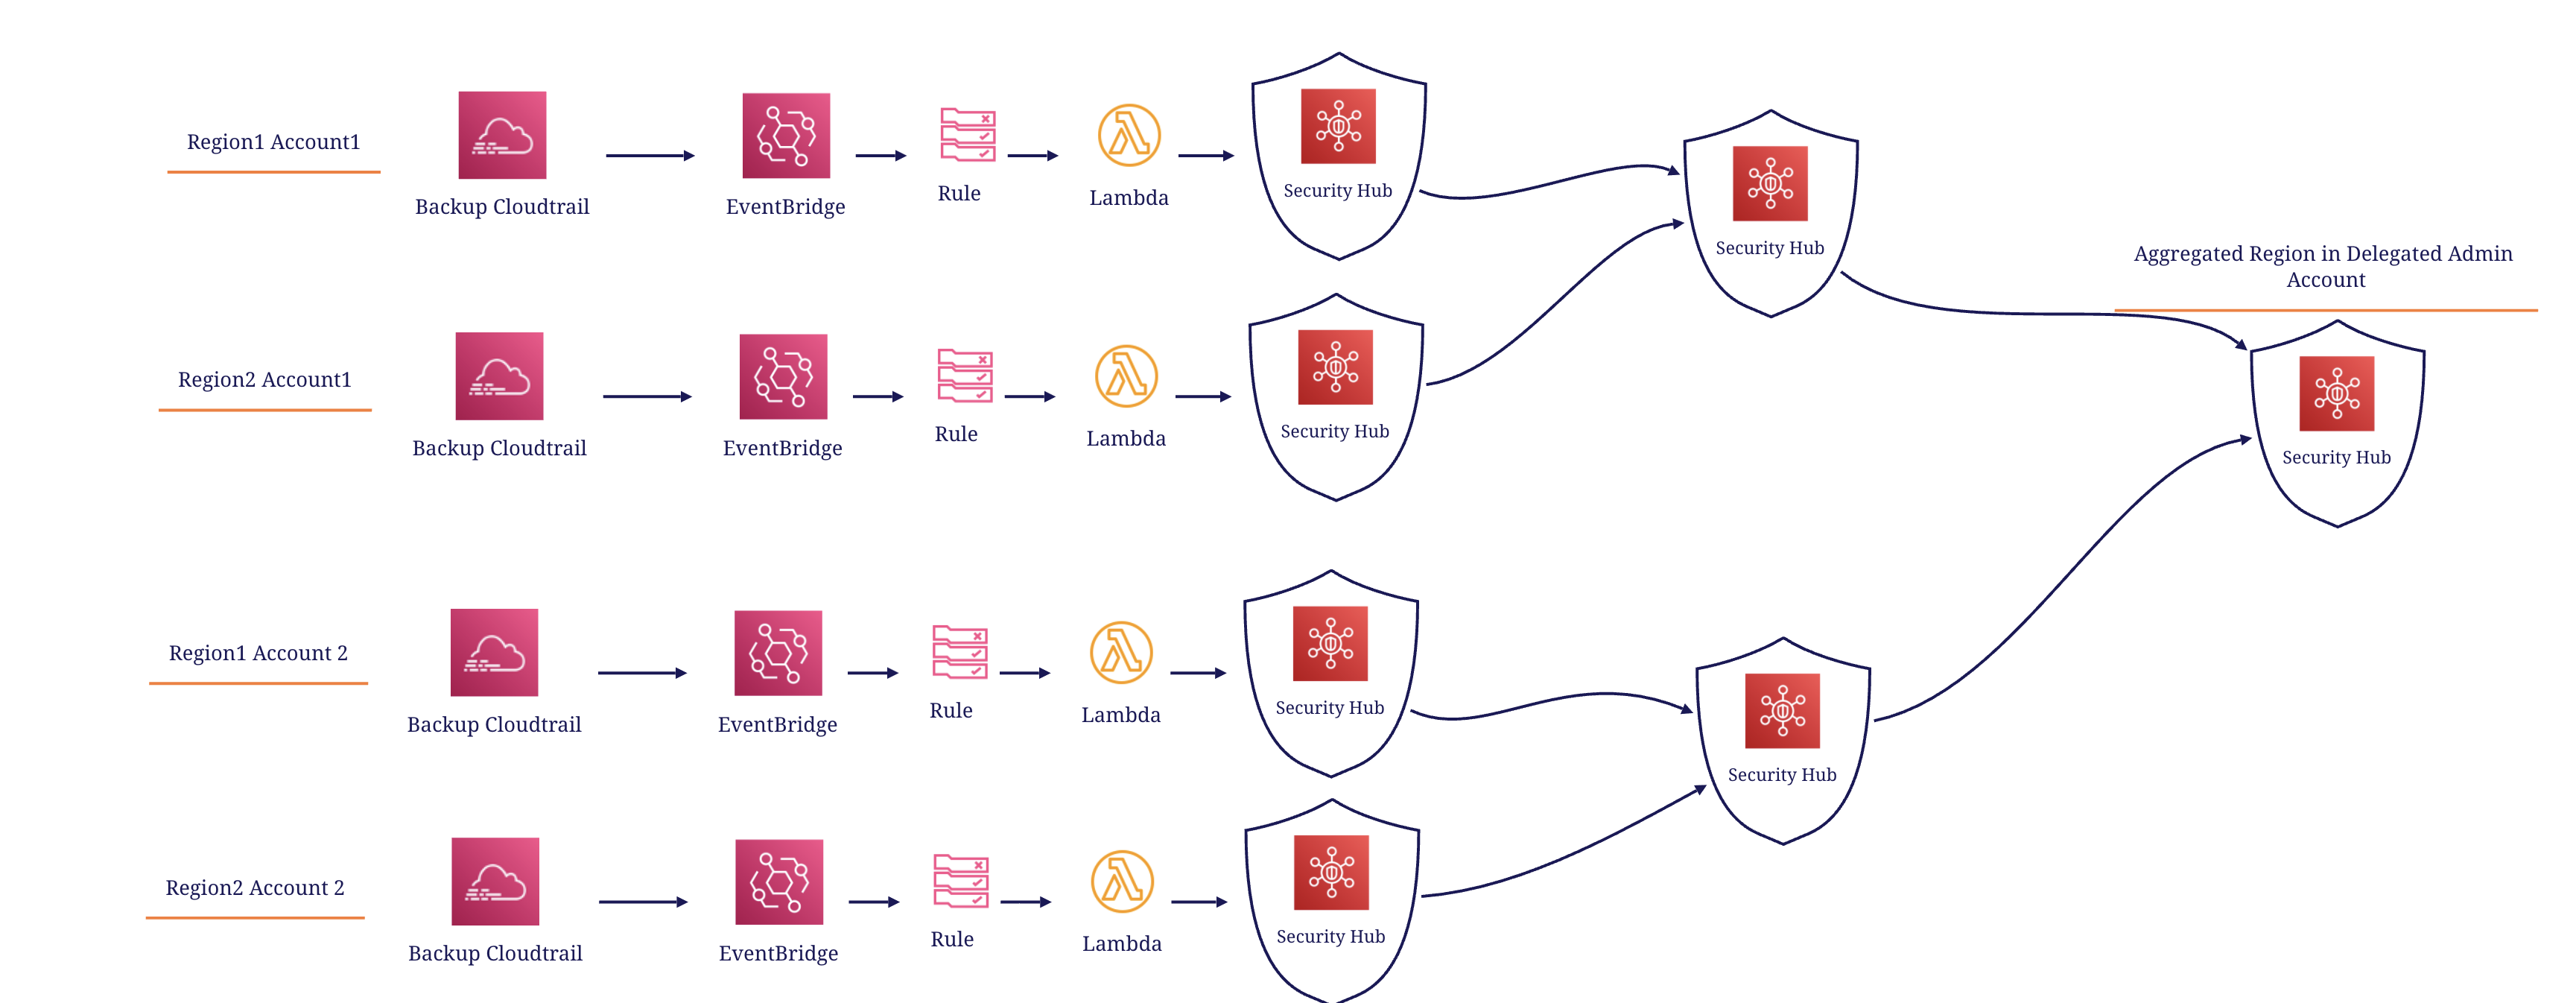 Region1 Account1
Backup Cloudtrail
EventBridge
Rule
Lambda
Security Hub
Security Hub
Aggregated Region in Delegated Admin
Account
Region2 Account1
Backup Cloudtrail
EventBridge
Rule
Lambda
Security Hub
Security Hub
Region1 Account 2
Backup Cloudtrail
EventBridge
Rule
Lambda
Security Hub
Security Hub
Region2 Account 2
Backup Cloudtrail
EventBridge
Rule
Lambda
Security Hub